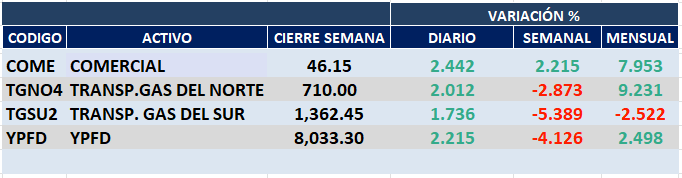 VARIACIÓN %
CODIGO ACTIVO CIERRE SEMANA DIARIO SEMANAL MENSUAL
COME COMERCIAL 46.15 2.442 2.215 7.953
TGNO4 TRANSP.GAS DEL NORTE 710.00 2.012 -2.873 9.231
TGSU2 TRANSP. GAS DEL SUR 1,362.45 1.736 -5.389 -2.522
YPFD YPFD 8,033.30 2.215 -4.126 2.498